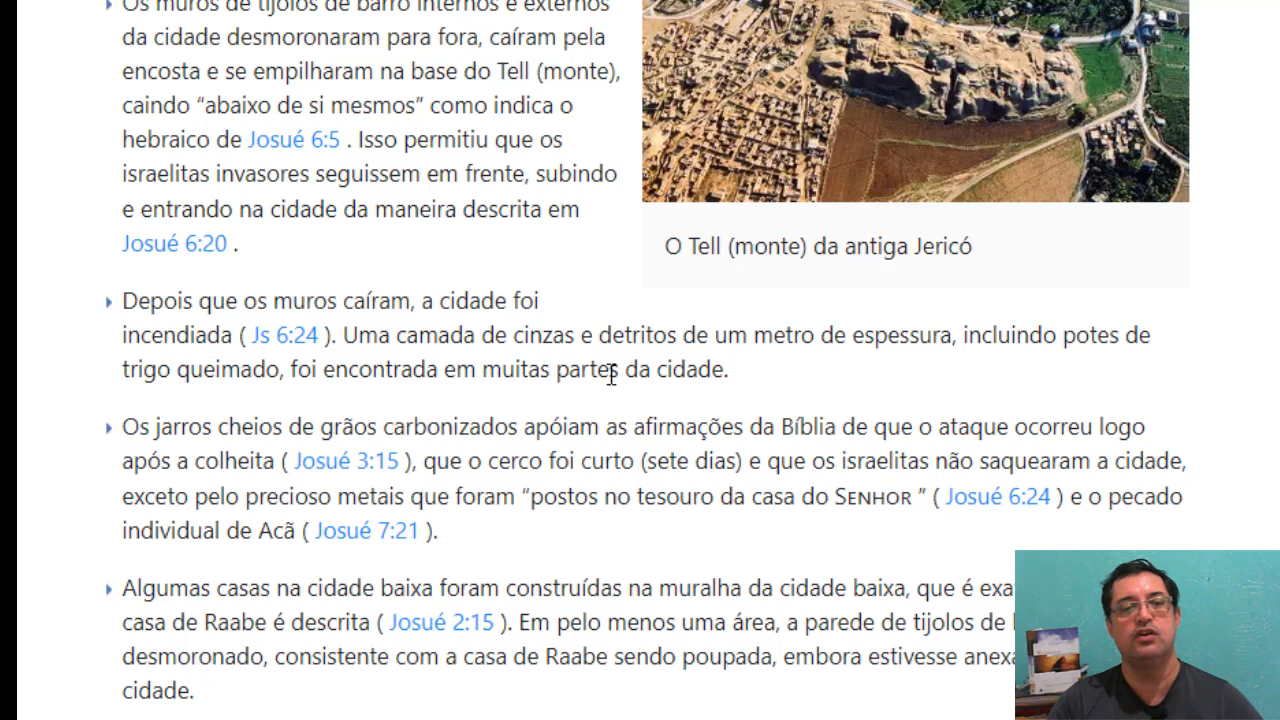 Os muros de tijolos de barro internos e externos
da cidade desmoronaram para fora, caíram pela
encosta e se empilharam na base do Tell (monte),
caindo “abaixo de si mesmos” como indica o
hebraico de Josué 6:5 . Isso permitiu que os
israelitas invasores seguissem em frente, subindo
e entrando na cidade da maneira descrita em
Josué 6:20 .
O Tell (monte) da antiga Jericó
Depois que os muros caíram, a cidade foi
incendiada ( Js 6:24 ). Uma camada de cinzas e detritos de um metro de espessura, incluindo potes de
trigo queimado, foi encontrada em muitas partes da cidade.
Os jarros cheios de grãos carbonizados apóiam as afirmações da Bíblia de que o ataque ocorreu logo
após a colheita ( Josué 3:15 ), que o cerco foi curto (sete dias) e que os israelitas não saquearam a cidade,
exceto pelo precioso metais que foram “postos no tesouro da casa do SENHOR ” ( Josué 6:24 ) e o pecado
individual de Acã ( Josué 7:21 ).
Algumas casas na cidade baixa foram construídas na muralha da cidade baixa, que é
casa de Raabe é descrita ( Josué 2:15 ). Em pelo menos uma área, a parede de tijolos de
desmoronado, consistente com a casa de Raabe sendo poupada, embora estivesse
cidade.